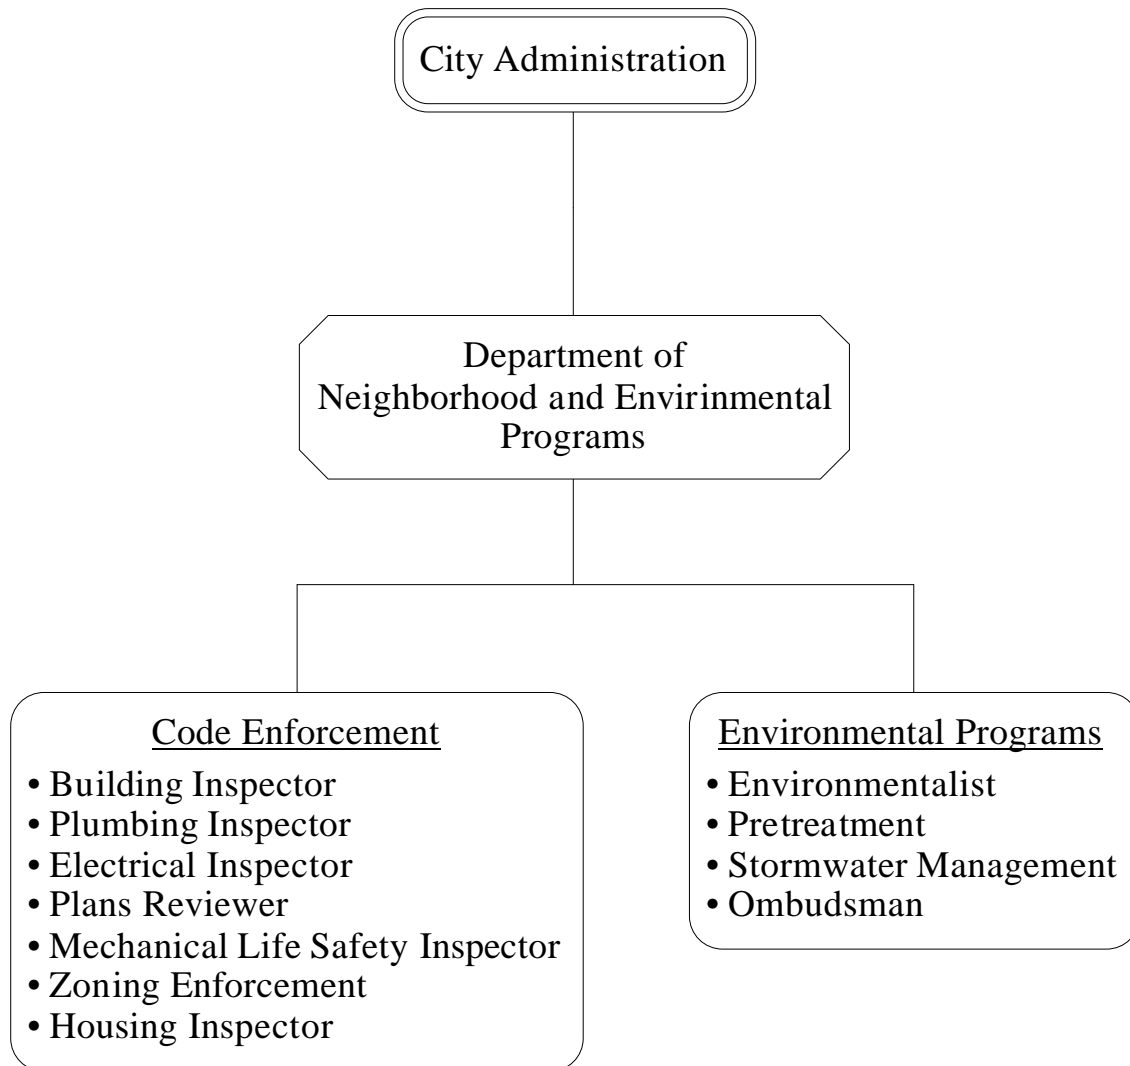 City Administration
Department of
Neighborhood and Envirinmental
Programs
Code Enforcement
• Building Inspector
• Plumbing Inspector
• Electrical Inspector
• Plans Reviewer
• Mechanical Life Safety Inspector
• Zoning Enforcement
• Housing Inspector
Environmental Programs
• Environmentalist
• Pretreatment
• Stormwater Management
• Ombudsman